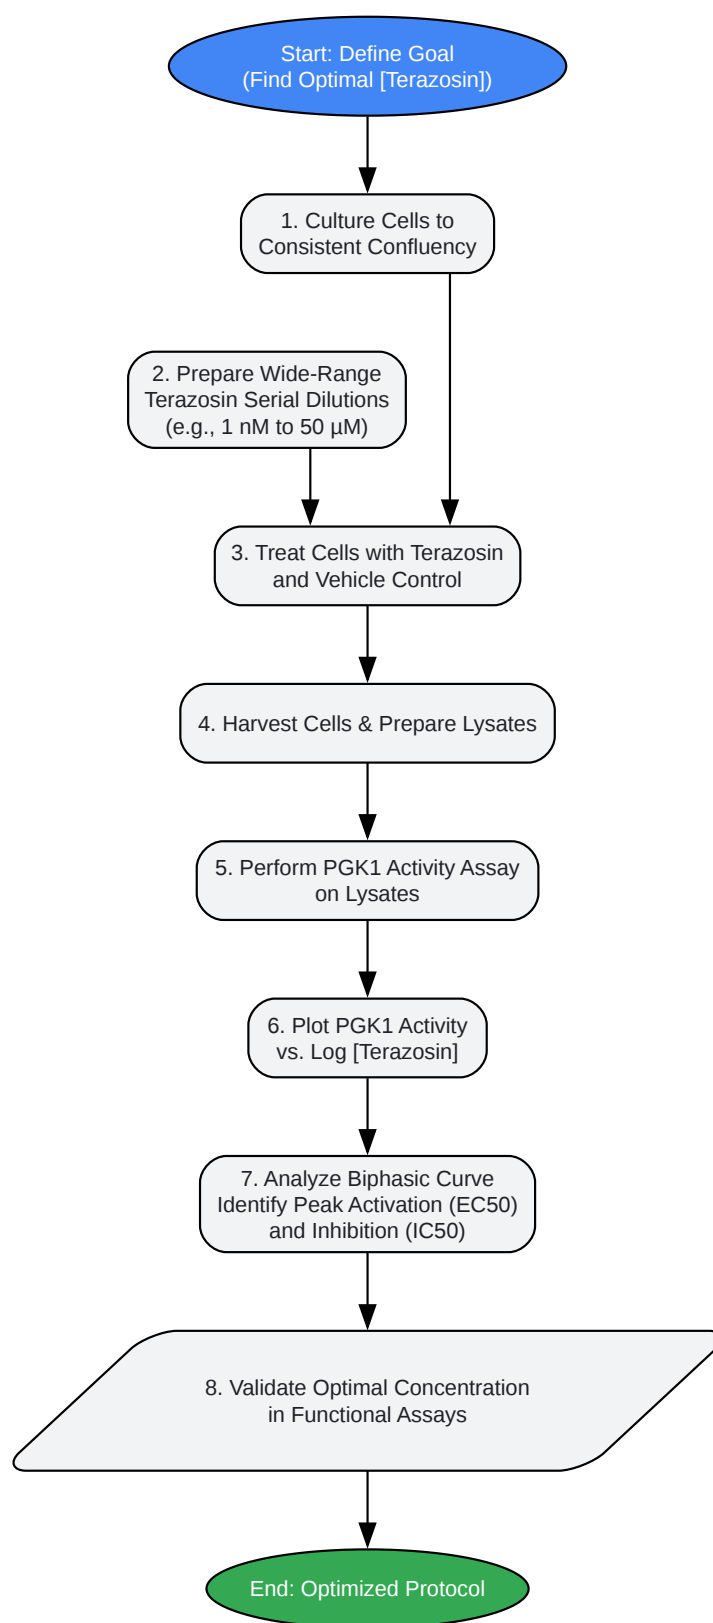 Start: Define Goal
(Find Optimal [Terazosin])
1. Culture Cells to
Consistent Confluency
2. Prepare Wide-Range
Terazosin Serial Dilutions
(e.g., 1 nM to 50 µM)
3. Treat Cells with Terazosin
and Vehicle Control
4. Harvest Cells & Prepare Lysates
5. Perform PGK1 Activity Assay
on Lysates
6. Plot PGK1 Activity
vs. Log [Terazosin]
7. Analyze Biphasic Curve
Identify Peak Activation (EC50)
and Inhibition (IC50)
8. Validate Optimal Concentration
in Functional Assays
End: Optimized Protocol